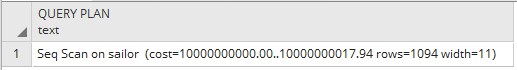 QUERY PLAN
text
1 Seq Scan on sailor (cost=10000000000.00..10000000017.94 rows=1094 width=11)